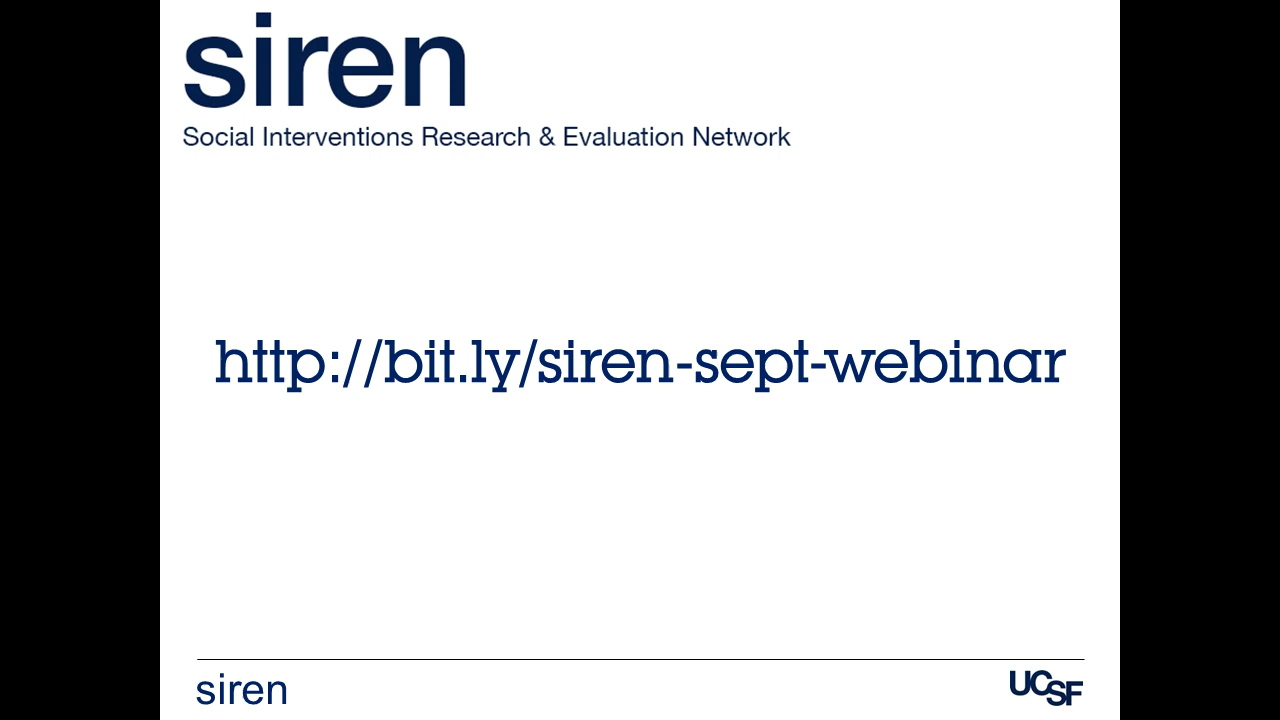 siren
Social Interventions Research & Evaluation Network
http://bit.ly/siren-sept-webinar
siren
UCSF